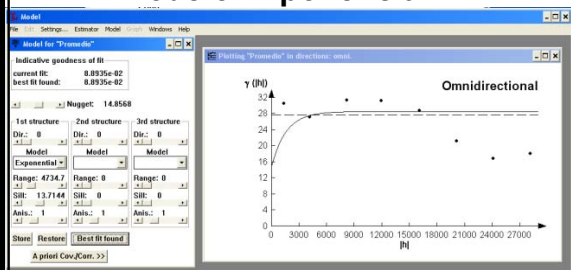 Model
File Edit Settings... Estimator Model Graph Windows Help
Model for "Promedio"
Indicative goodness of fit
current fit: 8.8935e-02
best fit found: 8.8935e-02
Nugget: 14.8568
1st structure 2nd structure 3rd structure
Dir.: 0 Dir.: 0 Dir.: 0
Model Model Model
Exponential
Range: 4734.7 Range: 0 Range: 0
Sill: 13.7144 Sill: 0 Sill: 0
Anis.: 1 Anis.: 1 Anis.: 1
Store Restore Best fit found
A priori Cov./Corr. >>
Plotting "Promedio" in directions: omni.
γ (|h|)
Omnidirectional
32
28
24
20
16
12
8
4
0
0 3000 6000 9000 12000 15000 18000 21000 24000 27000
|h|